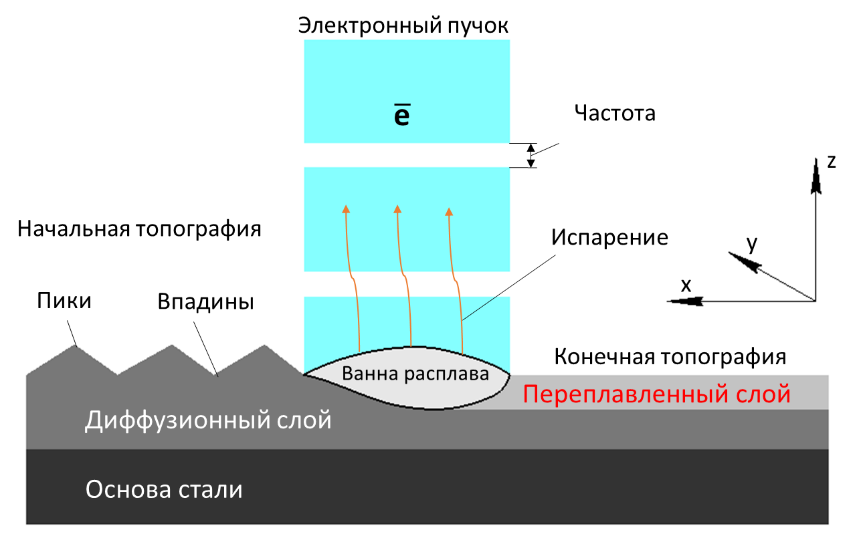 Электронный пучок
ē
Частота
z
Начальная топография
Испарение
y
x
Пики
Впадины
Конечная топография
Ванна расплава
Переплавленный слой
Диффузионный слой
Основа стали